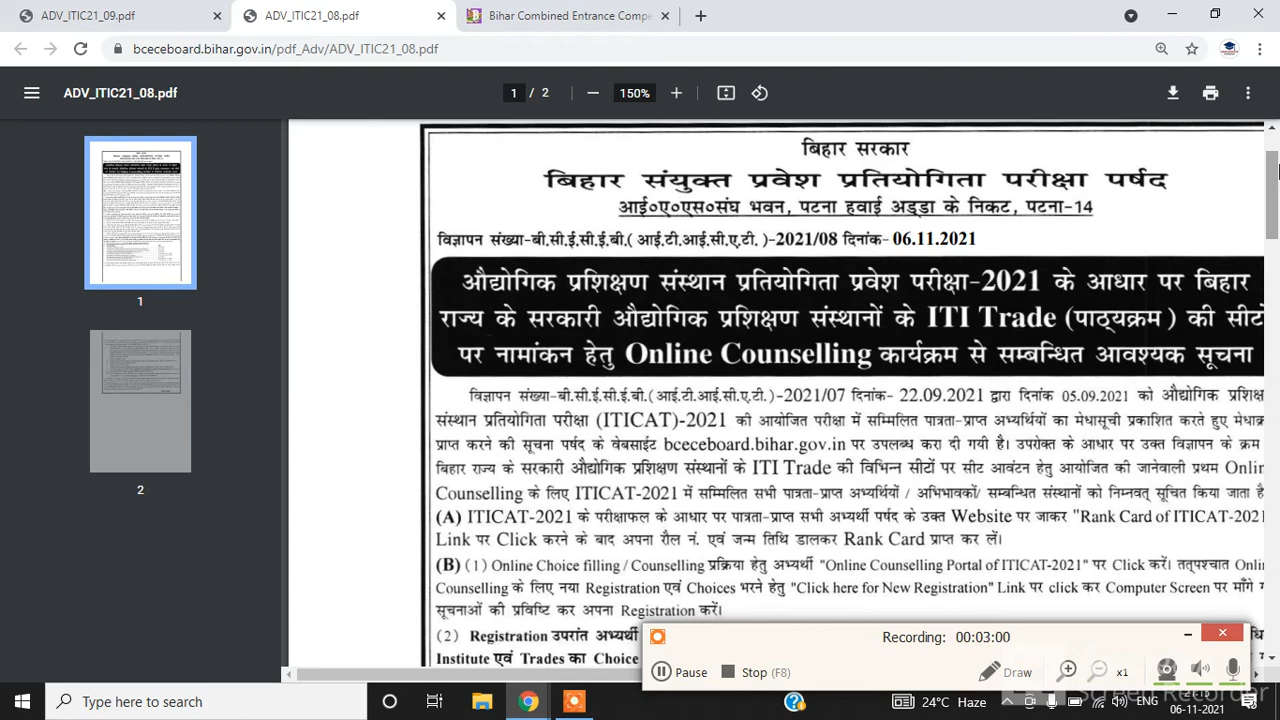 ADV_ITIC21_09.pdf
ADV_ITIC21_08.pdf
Bihar Combined Entrance Compe
bceceboard.bihar.gov.in/pdf_Adv/ADV_ITIC21_08.pdf
ADV_ITIC21_08.pdf
1 / 2
150%
1
2
बिहार सरकार
बिहार संयुक्त प्रवेश प्रतियोगिता परीक्षा पर्षद
आई०ए०एस०संघ भवन, पटना हवाई अड्डा के निकट, पटना-14
विज्ञापन संख्या-बी.सी.ई.सी.ई.बी.( आई.टी.आई.सी.ए.टी. )-2021/08 दिनांक- 06.11.2021
औद्योगिक प्रशिक्षण संस्थान प्रतियोगिता प्रवेश परीक्षा-2021 के आधार पर बिहार
राज्य के सरकारी औद्योगिक प्रशिक्षण संस्थानों के ITI Trade (पाठ्यक्रम ) की सीटों
पर नामांकन हेतु Online Counselling कार्यक्रम से सम्बन्धित आवश्यक सूचना
विज्ञापन संख्या-बी.सी.ई.सी.ई.बी.(आई.टी.आई.सी.ए.टी.)-2021/07 दिनांक- 22.09.2021 द्वारा दिनांक 05.09.2021 को औद्योगिक प्रशिक्ष
संस्थान प्रतियोगिता परीक्षा (ITICAT)-2021 की आयोजित परीक्षा में सम्मिलित पात्रता-प्राप्त अभ्यर्थियों का मेधासूची प्रकाशित करते हुए मेधाक्र
प्राप्त करने की सूचना पर्षद के वेबसाईट bceceboard.bihar.gov.in पर उपलब्ध करा दी गयी है। उपरोक्त के आधार पर उक्त विज्ञापन के क्रम
बिहार राज्य के सरकारी औद्योगिक प्रशिक्षण संस्थानों के ITI Trade की विभिन्न सीटों पर सीट आवंटन हेतु आयोजित की जानेवाली प्रथम Onlin
Counselling के लिए ITICAT-2021 में सम्मिलित सभी पात्रता-प्राप्त अभ्यर्थियों / अभिभावकों/ सम्बन्धित संस्थानों को निम्नवत् सूचित किया जाता है
(A) ITICAT-2021 के परीक्षाफल के आधार पर पात्रता-प्राप्त सभी अभ्यर्थी पर्षद के उक्त Website पर जाकर "Rank Card of ITICAT-2021
Link पर Click करने के बाद अपना रौल नं. एवं जन्म तिथि डालकर Rank Card प्राप्त कर लें।
(B) (1) Online Choice filling / Counselling प्रक्रिया हेतु अभ्यर्थी "Online Counselling Portal of ITICAT-2021" पर Click करें। तत्पश्चात Onlin
Counselling के लिए नया Registration एवं Choices भरने हेतु "Click here for New Registration" Link पर click कर Computer Screen पर माँगे
सूचनाओं की प्रविष्टि कर अपना Registration करें।
(2) Registration उपरांत अभ्यर्थी
Institute एवं Trades का Choice
Recording: 00:03:00
Pause Stop (F8) Draw x1
Screen Recorder
Type here to search
24°C Haze ENG
06-11-2021